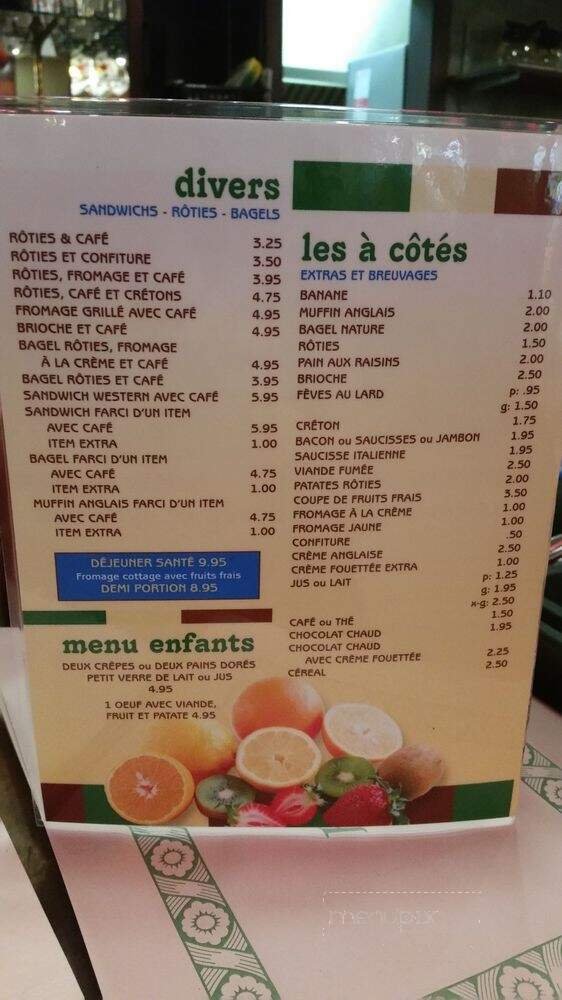 divers
SANDWICHS - RÔTIES - BAGELS
RÔTIES & CAFÉ 3.25
RÔTIES ET CONFITURE 3.50
RÔTIES, FROMAGE ET CAFÉ 3.95
RÔTIES, CAFÉ ET CRÉTONS 4.75
FROMAGE GRILLÉ AVEC CAFÉ 4.95
BRIOCHE ET CAFÉ 4.95
BAGEL RÔTIES, FROMAGE
À LA CRÈME ET CAFÉ 4.95
BAGEL RÔTIES ET CAFÉ 3.95
SANDWICH WESTERN AVEC CAFÉ 5.95
SANDWICH FARCI D'UN ITEM
AVEC CAFÉ 5.95
ITEM EXTRA 1.00
BAGEL FARCI D'UN ITEM
AVEC CAFÉ 4.75
ITEM EXTRA 1.00
MUFFIN ANGLAIS FARCI D'UN ITEM
AVEC CAFÉ 4.75
ITEM EXTRA 1.00
DÉJEUNER SANTÉ 9.95
Fromage cottage avec fruits frais
DEMI PORTION 8.95
menu enfants
DEUX CRÊPES ou DEUX PAINS DORÉS
PETIT VERRE DE LAIT ou JUS
4.95
1 OEUF AVEC VIANDE,
FRUIT ET PATATE 4.95
les à côtés
EXTRAS ET BREUVAGES
BANANE 1.10
MUFFIN ANGLAIS 2.00
BAGEL NATURE 2.00
RÔTIES 1.50
PAIN AUX RAISINS 2.00
BRIOCHE 2.50
FÈVES AU LARD p: .95
g: 1.50
CRÉTON 1.75
BACON ou SAUCISSES ou JAMBON 1.95
SAUCISSE ITALIENNE 1.95
VIANDE FUMÉE 2.50
PATATES RÔTIES 2.00
COUPE DE FRUITS FRAIS 3.50
FROMAGE À LA CRÈME 1.00
FROMAGE JAUNE 1.00
CONFITURE .50
CRÈME ANGLAISE 2.50
CRÈME FOUETTÉE EXTRA 1.00
JUS ou LAIT p: 1.25
g: 1.95
x-g: 2.50
CAFÉ ou THÉ 1.50
CHOCOLAT CHAUD 1.95
CHOCOLAT CHAUD
AVEC CRÈME FOUETTÉE 2.25
CÉREAL 2.50
menupix